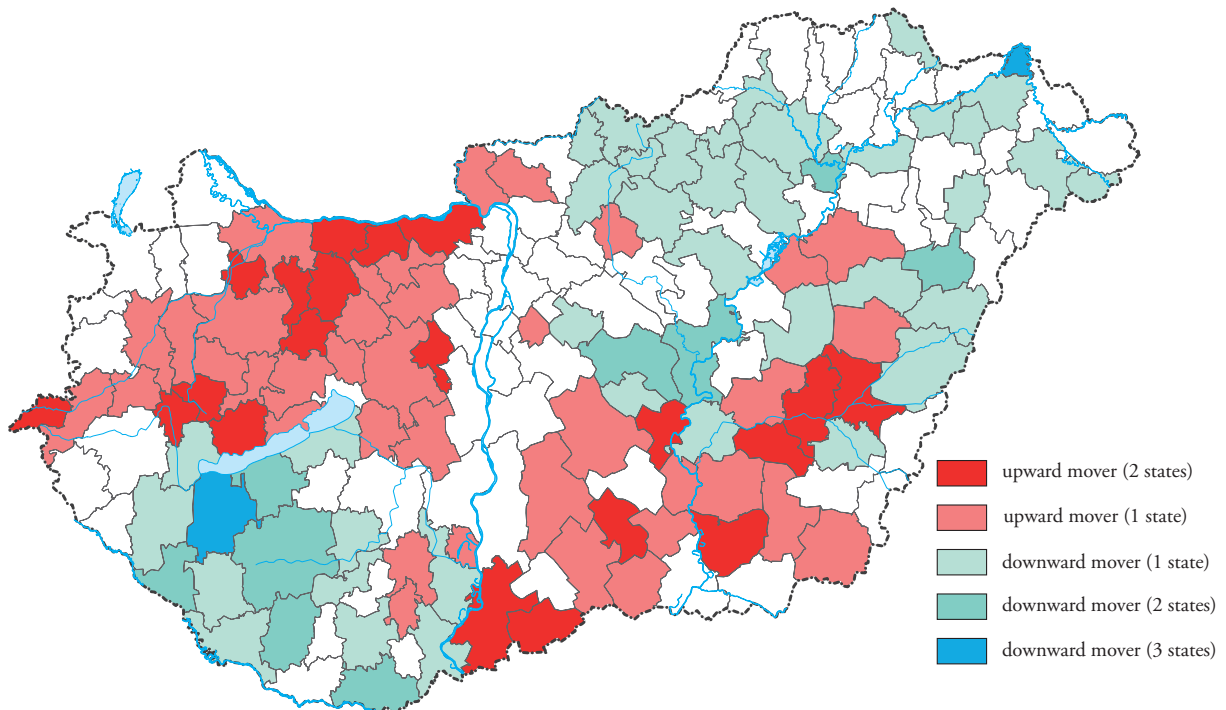 upward mover (2 states)
upward mover (1 state)
downward mover (1 state)
downward mover (2 states)
downward mover (3 states)